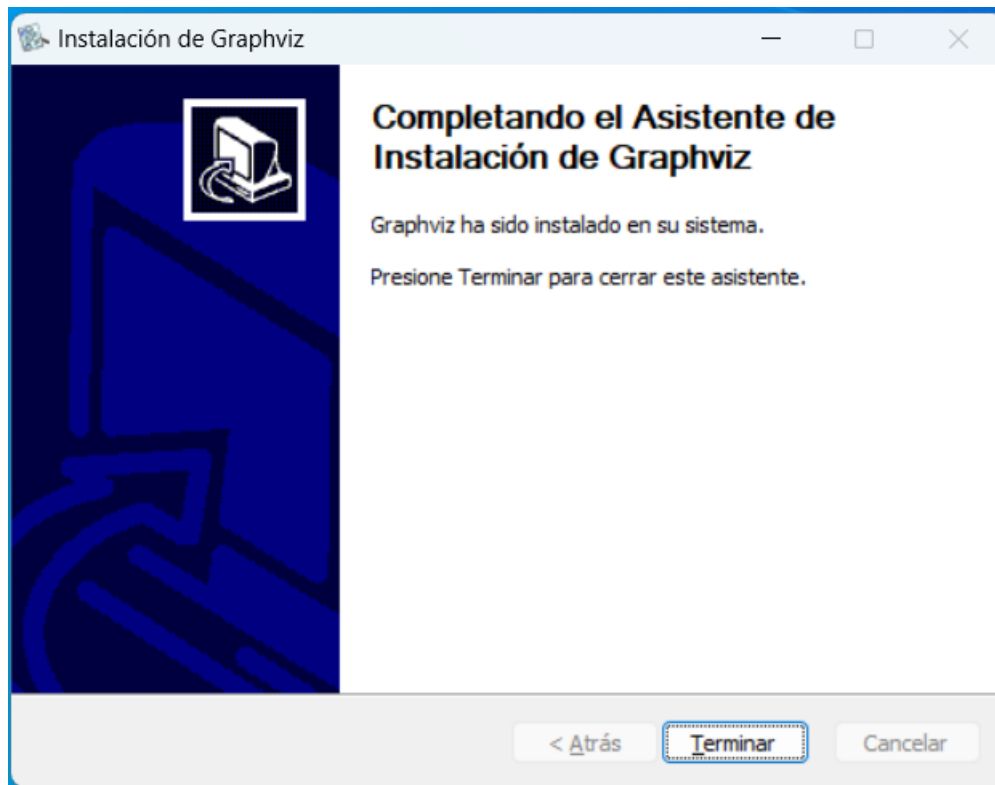 Instalación de Graphviz
Completando el Asistente de
Instalación de Graphviz
Graphviz ha sido instalado en su sistema.
Presione Terminar para cerrar este asistente.
< Atrás
Terminar
Cancelar